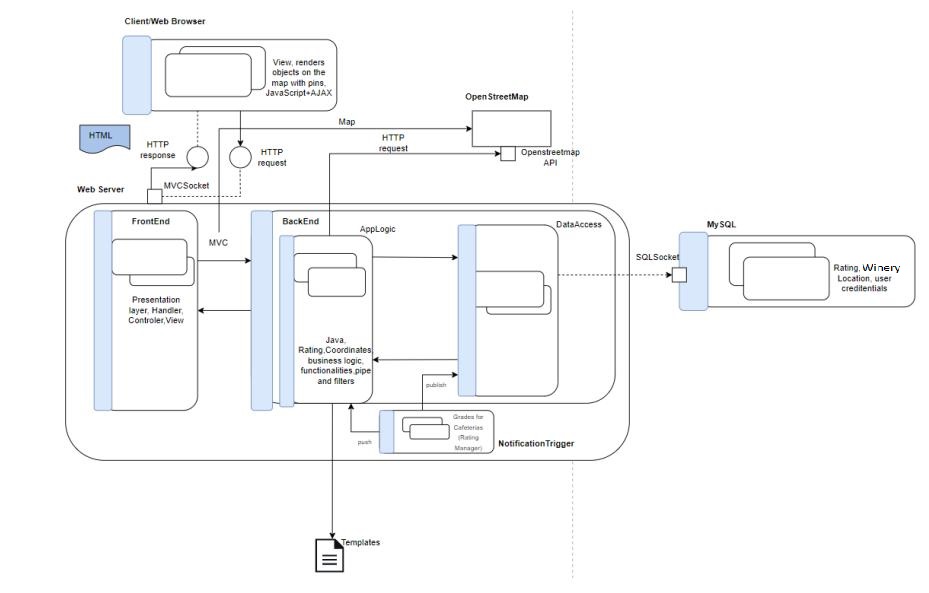 Client/Web Browser
View, renders
objects on the
map with pins,
JavaScript+AJAX
OpenStreetMap
Map
HTML
HTTP
response
HTTP
request
HTTP
request
Openstreetmap
API
MVCSocket
Web Server
FrontEnd
BackEnd
AppLogic
DataAccess
MySQL
MVC
SQLSocket
Rating, Winery
Location, user
creditentials
Presentation
layer, Handler,
Controler,View
Java,
Rating,Coordinates,
business logic,
functionalities,pipe
and filters
publish
push
Grades for
Cafeterias
(Rating
Manager)
NotificationTrigger
Templates